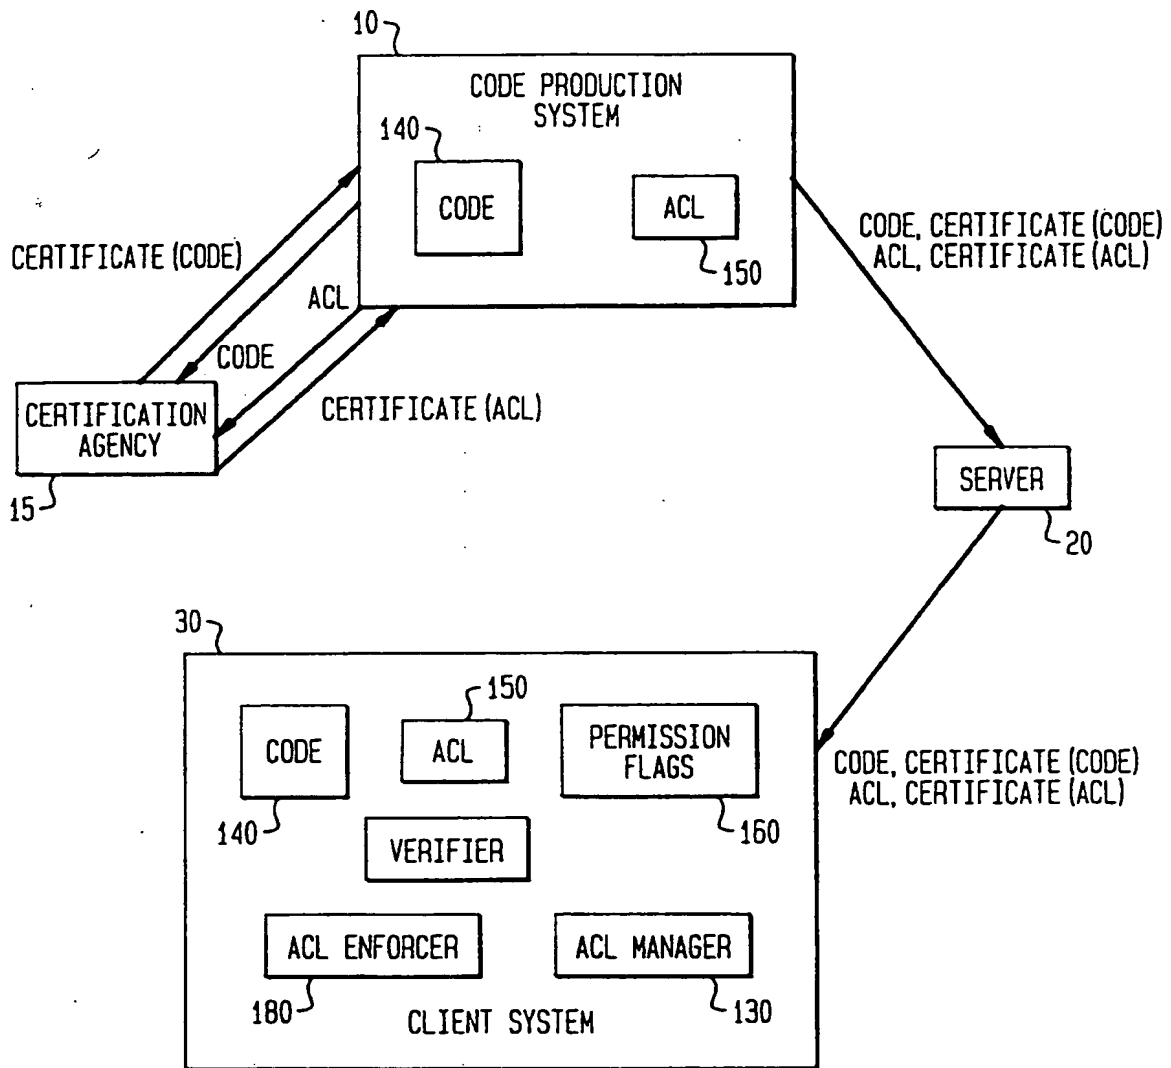 10
CODE PRODUCTION
SYSTEM
140
CODE
ACL
150
CERTIFICATE (CODE)
ACL
CODE
CERTIFICATE (ACL)
CERTIFICATION
AGENCY
15
CODE, CERTIFICATE (CODE)
ACL, CERTIFICATE (ACL)
SERVER
20
30
CODE
140
150
ACL
PERMISSION
FLAGS
160
VERIFIER
CODE, CERTIFICATE (CODE)
ACL, CERTIFICATE (ACL)
ACL ENFORCER
180
ACL MANAGER
130
CLIENT SYSTEM